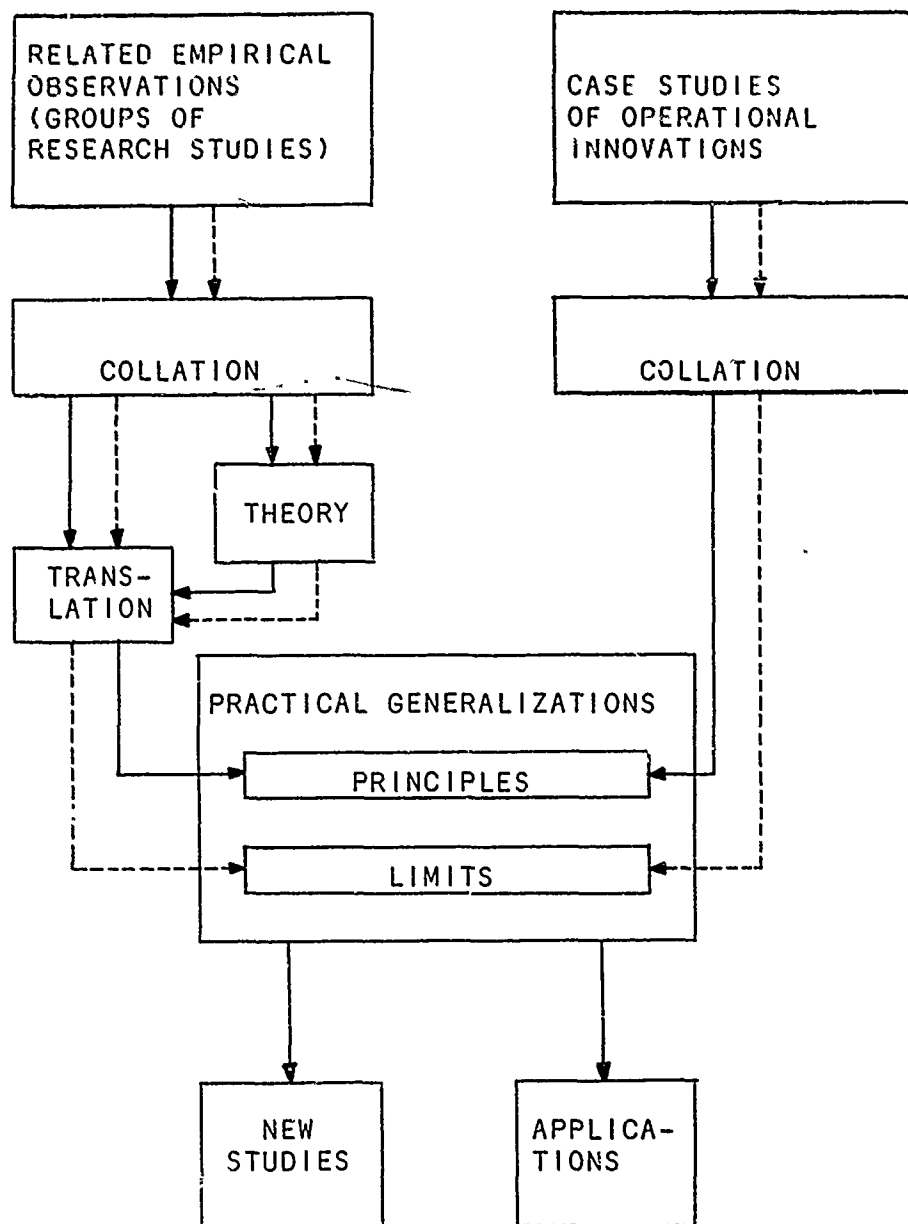 RELATED EMPIRICAL
OBSERVATIONS
(GROUPS OF
RESEARCH STUDIES)
CASE STUDIES
OF OPERATIONAL
INNOVATIONS
COLLATION
COLLATION
THEORY
TRANS-
LATION
PRACTICAL GENERALIZATIONS
PRINCIPLES
LIMITS
NEW
STUDIES
APPLICA-
TIONS